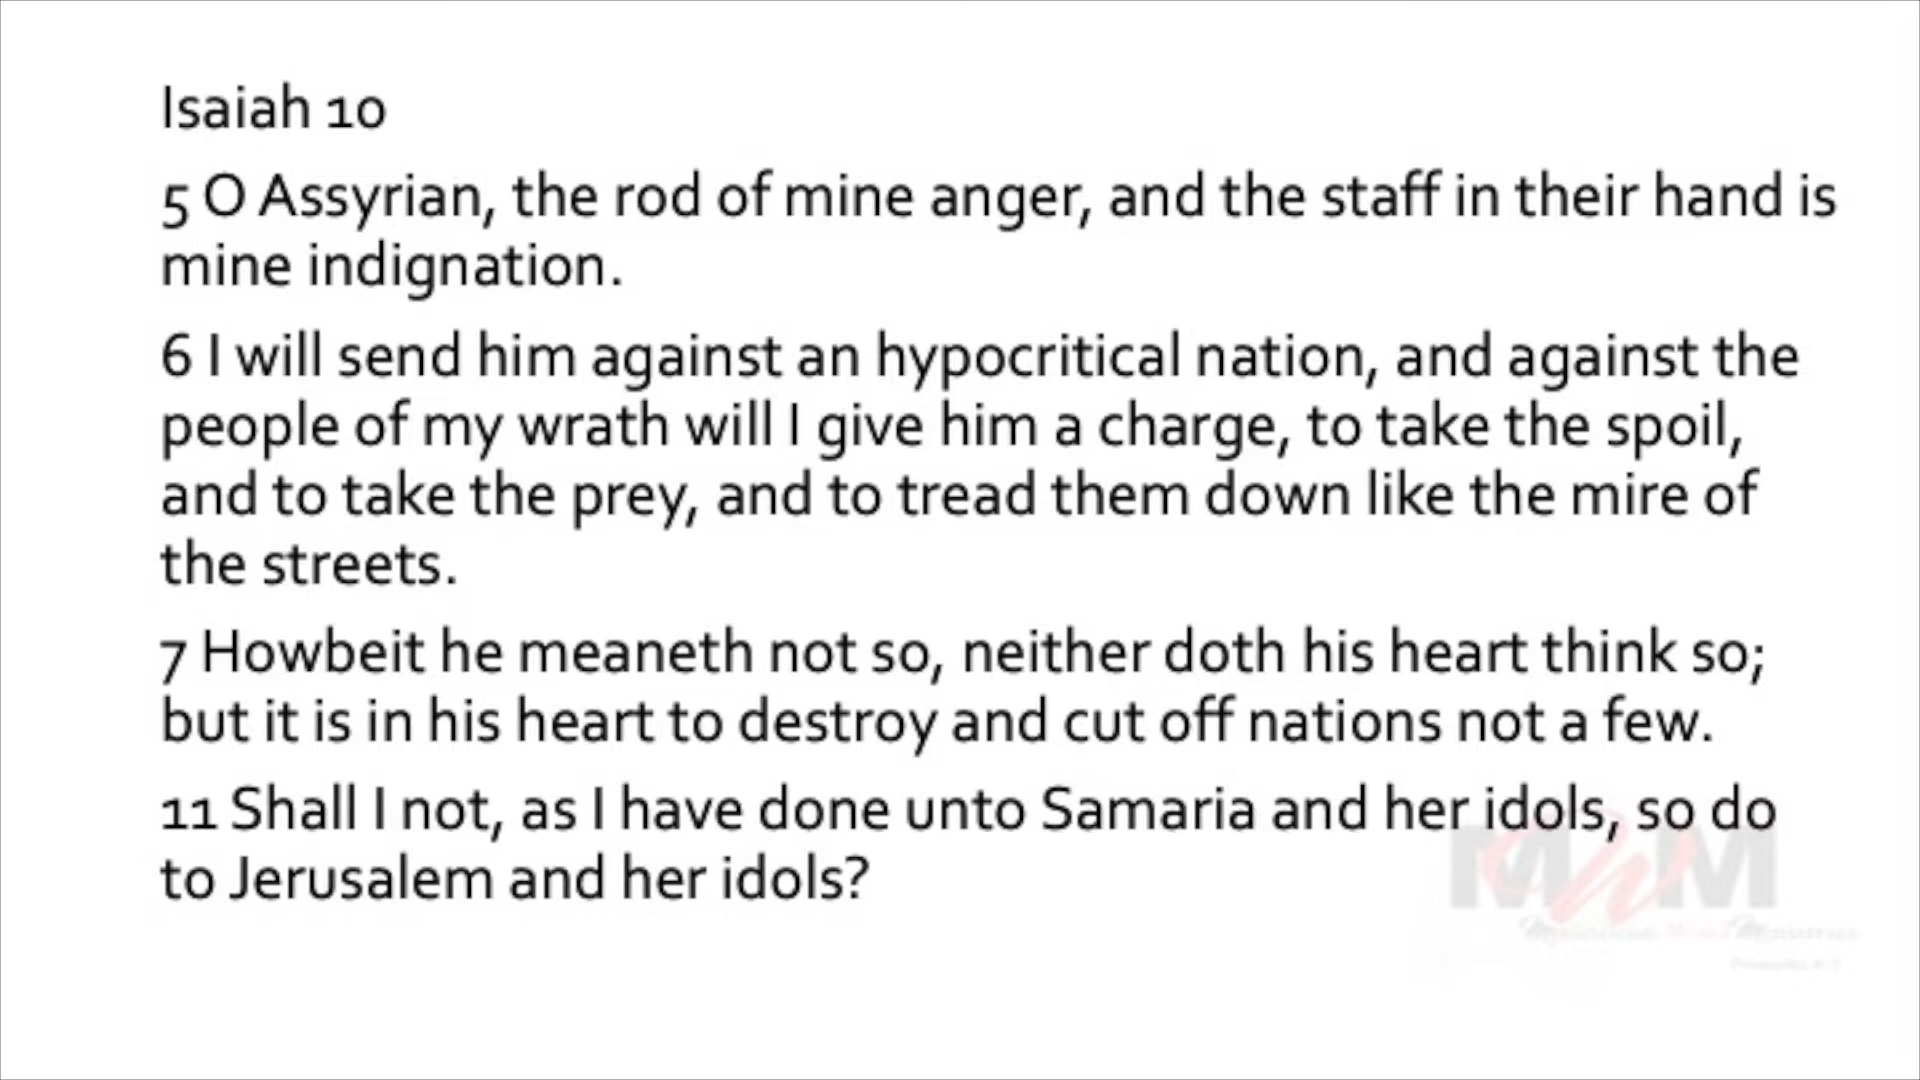 Isaiah 10
5 O Assyrian, the rod of mine anger, and the staff in their hand is
mine indignation.
6 I will send him against an hypocritical nation, and against the
people of my wrath will I give him a charge, to take the spoil,
and to take the prey, and to tread them down like the mire of
the streets.
7 Howbeit he meaneth not so, neither doth his heart think so;
but it is in his heart to destroy and cut off nations not a few.
11 Shall I not, as I have done unto Samaria and her idols, so do
to Jerusalem and her idols?
MWM